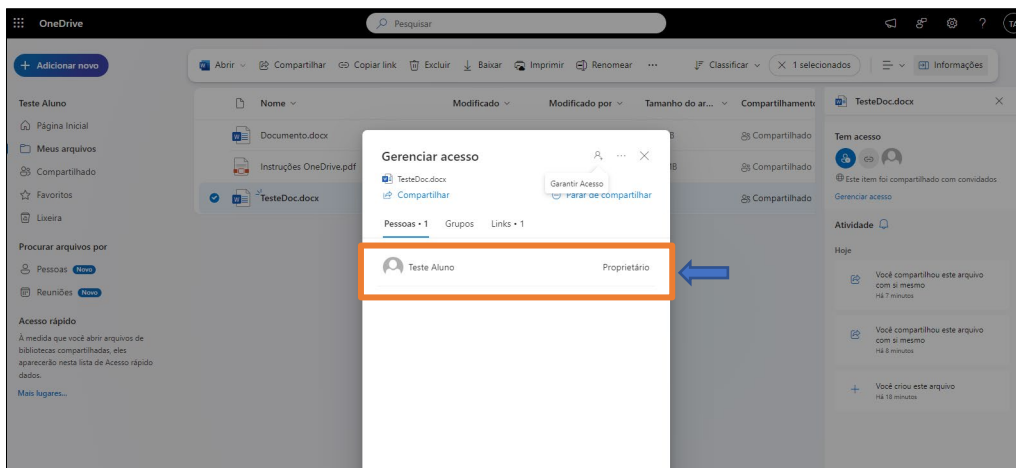 OneDrive
Pesquisar
TA
+ Adicionar novo
Abrir Compartilhar Copiar link Excluir Baixar Imprimir Renomear ... Classificar 1 selecionados Informações
Teste Aluno
Página Inicial
Meus arquivos
Compartilhado
Favoritos
Lixeira
Procurar arquivos por
Pessoas Novo
Reuniões Novo
Acesso rápido
À medida que você abrir arquivos de
bibliotecas compartilhadas, eles
aparecerão nesta lista de Acesso rápido
dados.
Mais lugares...
Nome Modificado Modificado por Tamanho do ar... Compartilhamento
Documento.docx Compartilhado
Instruções OneDrive.pdf Compartilhado
TesteDoc.docx Compartilhado
Gerenciar acesso
TesteDoc.docx
Garantir Acesso
Compartilhar Parar de compartilhar
Pessoas • 1 Grupos Links • 1
Teste Aluno Proprietário
TesteDoc.docx
Tem acesso
Este item foi compartilhado com convidados
Gerenciar acesso
Atividade
Hoje
Você compartilhou este arquivo
com si mesmo
Há 7 minutos
Você compartilhou este arquivo
com si mesmo
Há 8 minutos
Você criou este arquivo
Há 18 minutos